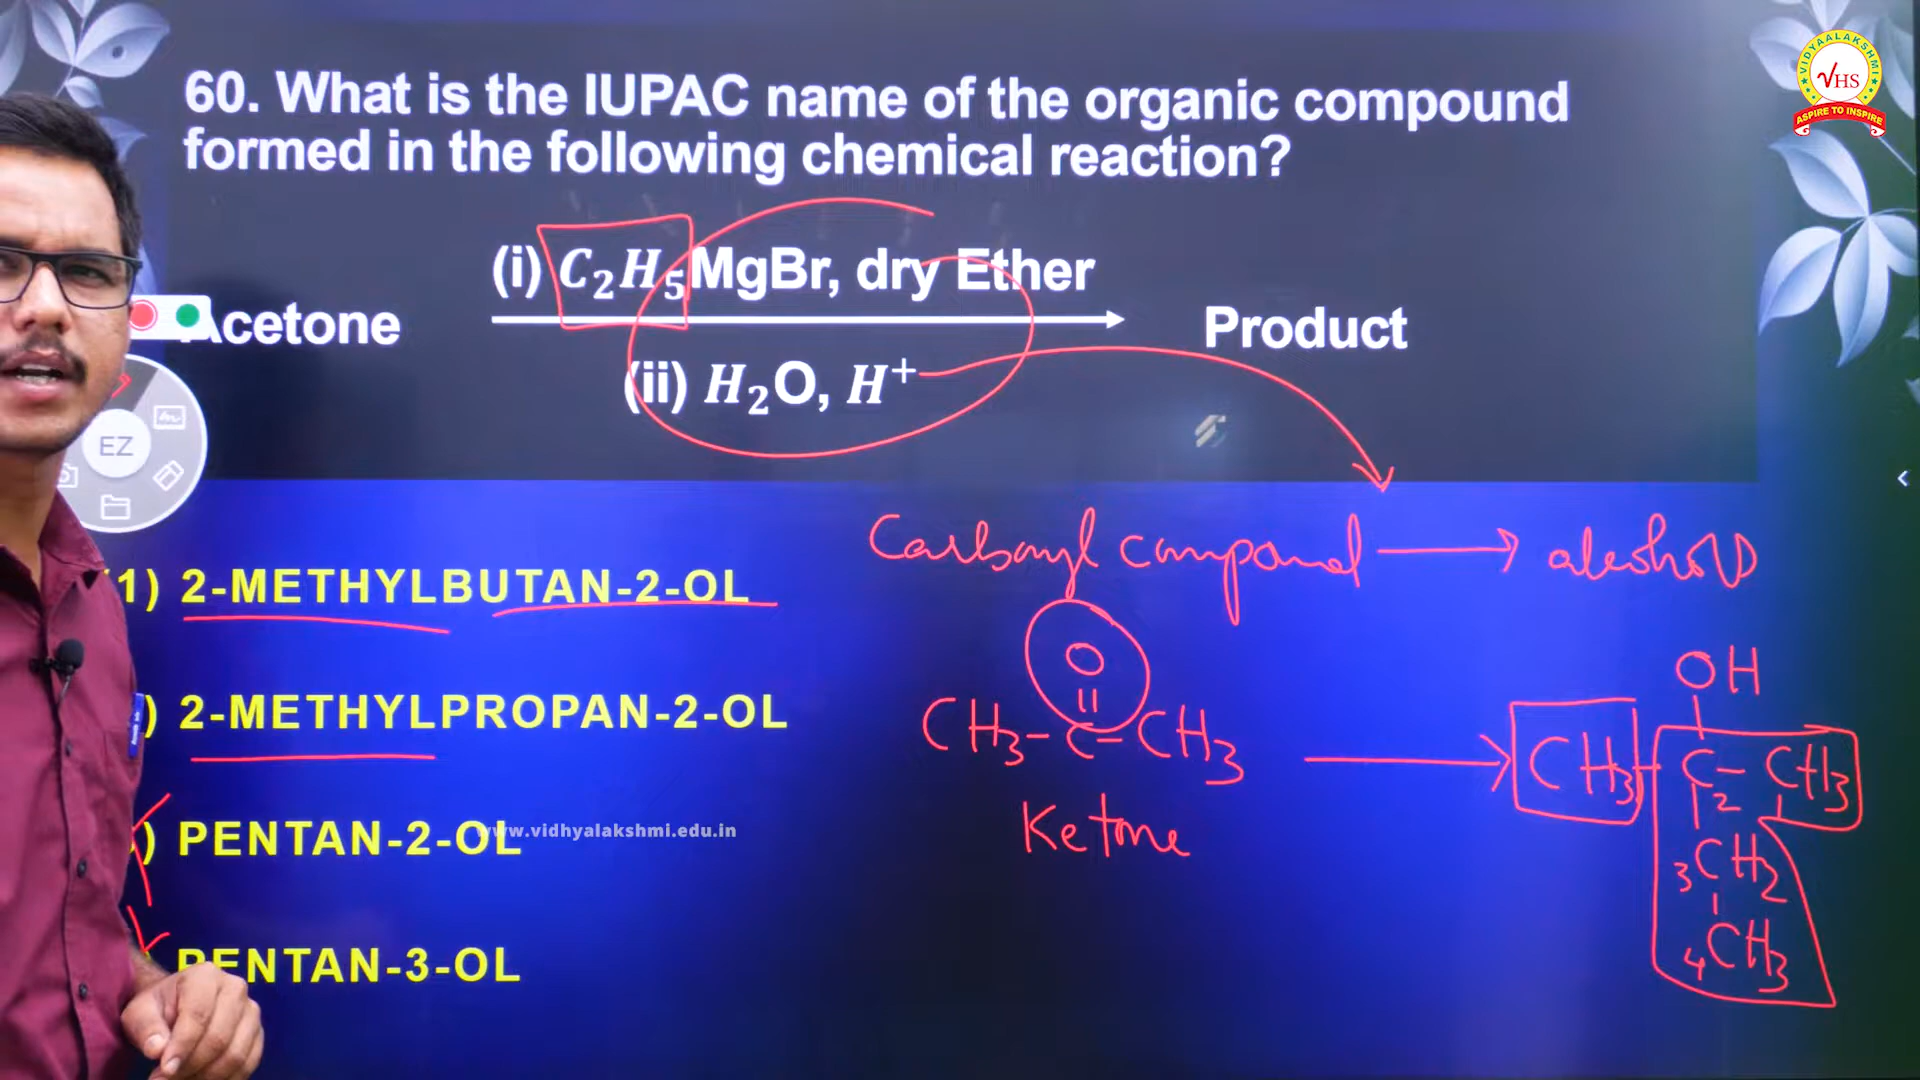 60. What is the IUPAC name of the organic compound
formed in the following chemical reaction?
VIDYAALAKSHMI
VHS
ASPIRE TO INSPIRE
(i) C₂H₅MgBr, dry Ether
Acetone
Product
(ii) H₂O, H⁺
EZ
Carbonyl compound → alcohol
1) 2-METHYLBUTAN-2-OL
) 2-METHYLPROPAN-2-OL
) PENTAN-2-OL
PENTAN-3-OL
www.vidhyalakshmi.edu.in
O
||
CH₃-C-CH₃
Ketone
OH
CH₃-C-CH₃
2
3CH₂
4CH₃